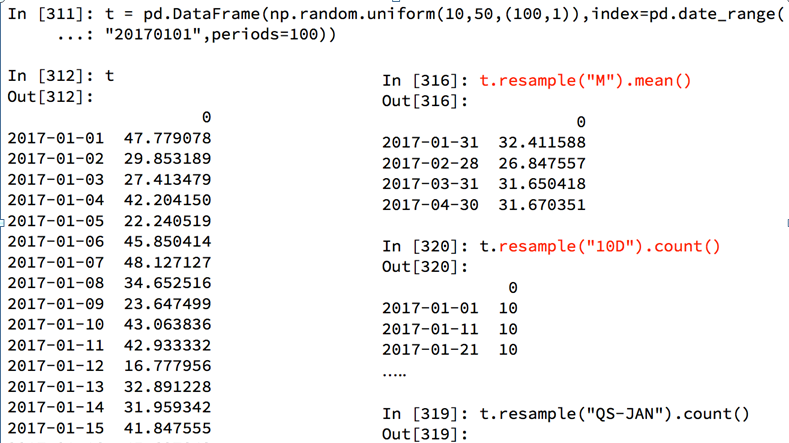 In [311]: t = pd.DataFrame(np.random.uniform(10,50,(100,1)),index=pd.date_range(
...: "20170101",periods=100))
In [312]: t
Out[312]:
0
2017-01-01 47.779078
2017-01-02 29.853189
2017-01-03 27.413479
2017-01-04 42.204150
2017-01-05 22.240519
2017-01-06 45.850414
2017-01-07 48.127127
2017-01-08 34.652516
2017-01-09 23.647499
2017-01-10 43.063836
2017-01-11 42.933332
2017-01-12 16.777956
2017-01-13 32.891228
2017-01-14 31.959342
2017-01-15 41.847555
In [316]: t.resample("M").mean()
Out[316]:
0
2017-01-31 32.411588
2017-02-28 26.847557
2017-03-31 31.650418
2017-04-30 31.670351
In [320]: t.resample("10D").count()
Out[320]:
0
2017-01-01 10
2017-01-11 10
2017-01-21 10
.....
In [319]: t.resample("QS-JAN").count()
Out[319]: